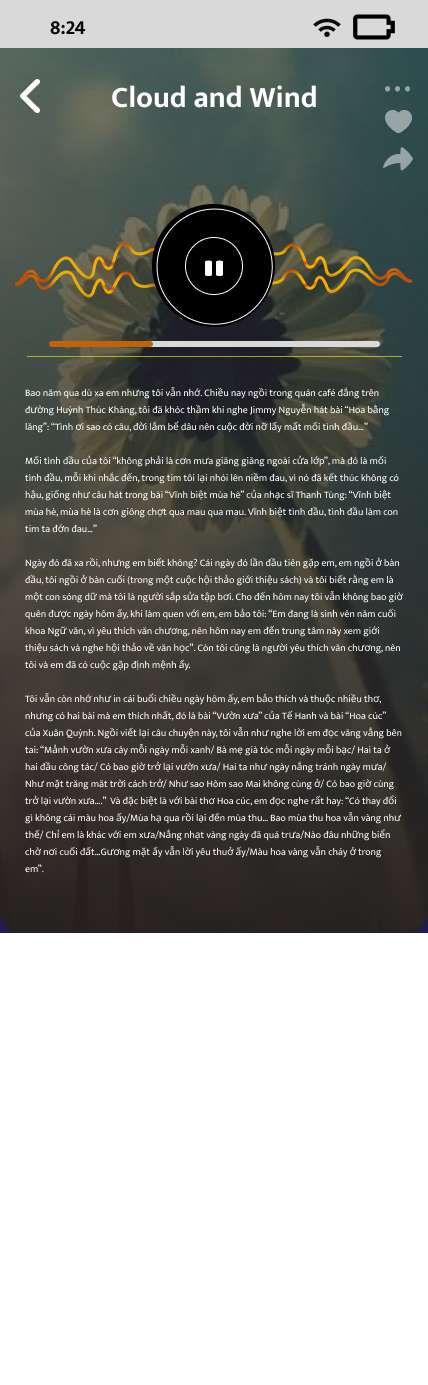 8:24
Cloud and Wind
Bao năm qua dù xa em nhưng tôi vẫn nhớ. Chiều nay ngồi trong quán café đắng trên
đường Huỳnh Thúc Kháng, tôi đã khóc thầm khi nghe Jimmy Nguyễn hát bài “Hoa bằng
lăng”: “Tình ơi sao có câu, đời lắm bể dâu nên cuộc đời nỡ lấy mất mối tình đầu…”
Mối tình đầu của tôi “không phải là cơn mưa giăng giăng ngoài cửa lớp”, mà đó là mối
tình đầu, mỗi khi nhắc đến, trong tim tôi lại nhói lên niềm đau, vì nó đã kết thúc không có
hậu, giống như câu hát trong bài “Vĩnh biệt mùa hè” của nhạc sĩ Thanh Tùng: “Vĩnh biệt
mùa hè, mùa hè là cơn giông chợt qua mau qua mau. Vĩnh biệt tình đầu, tình đầu làm con
tim ta đớn đau…”
Ngày đó đã xa rồi, nhưng em biết không? Cái ngày đó lần đầu tiên gặp em, em ngồi ở bàn
đầu, tôi ngồi ở bàn cuối (trong một cuộc hội thảo giới thiệu sách) và tôi biết rằng em là
một con sóng dữ mà tôi là người sắp sửa tập bơi. Cho đến hôm nay tôi vẫn không bao giờ
quên được ngày hôm ấy, khi làm quen với em, em bảo tôi: “Em đang là sinh vên năm cuối
khoa Ngữ văn, vì yêu thích văn chương, nên hôm nay em đến trung tâm này xem giới
thiệu sách và nghe hội thảo về văn học”. Còn tôi cũng là người yêu thích văn chương, nên
tôi và em đã có cuộc gặp định mệnh ấy.
Tôi vẫn còn nhớ như in cái buổi chiều ngày hôm ấy, em bảo thích và thuộc nhiều thơ,
nhưng có hai bài mà em thích nhất, đó là bài “Vườn xưa” của Tế Hanh và bài “Hoa cúc”
của Xuân Quỳnh. Ngồi viết lại câu chuyện này, tôi vẫn như nghe lời em đọc văng vẳng bên
tai: “Mảnh vườn xưa cây mỗi ngày mỗi xanh/ Bà mẹ già tóc mỗi ngày mỗi bạc/ Hai ta ở
hai đầu công tác/ Có bao giờ trở lại vườn xưa/ Hai ta như ngày nắng tránh ngày mưa/
Như mặt trăng mặt trời cách trở/ Như sao Hôm sao Mai không cùng ở/ Có bao giờ cùng
trở lại vườn xưa….” Và đặc biệt là với bài thơ Hoa cúc, em đọc nghe rất hay: “Có thay đổi
gì không cái màu hoa ấy/Mùa hạ qua rồi lại đến mùa thu… Bao mùa thu hoa vẫn vàng như
thế/ Chỉ em là khác với em xưa/Nắng nhạt vàng ngày đã quá trưa/Nào đâu những biển
chờ nơi cuối đất…Gương mặt ấy vẫn lời yêu thuở ấy/Màu hoa vàng vẫn cháy ở trong
em”.